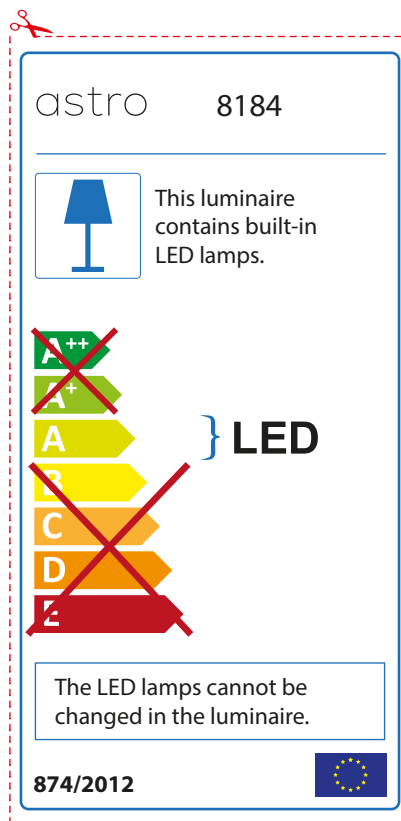 astro 8184
This luminaire
contains built-in
LED lamps.
A++
A+
A
} LED
B
C
D
E
The LED lamps cannot be
changed in the luminaire.
874/2012